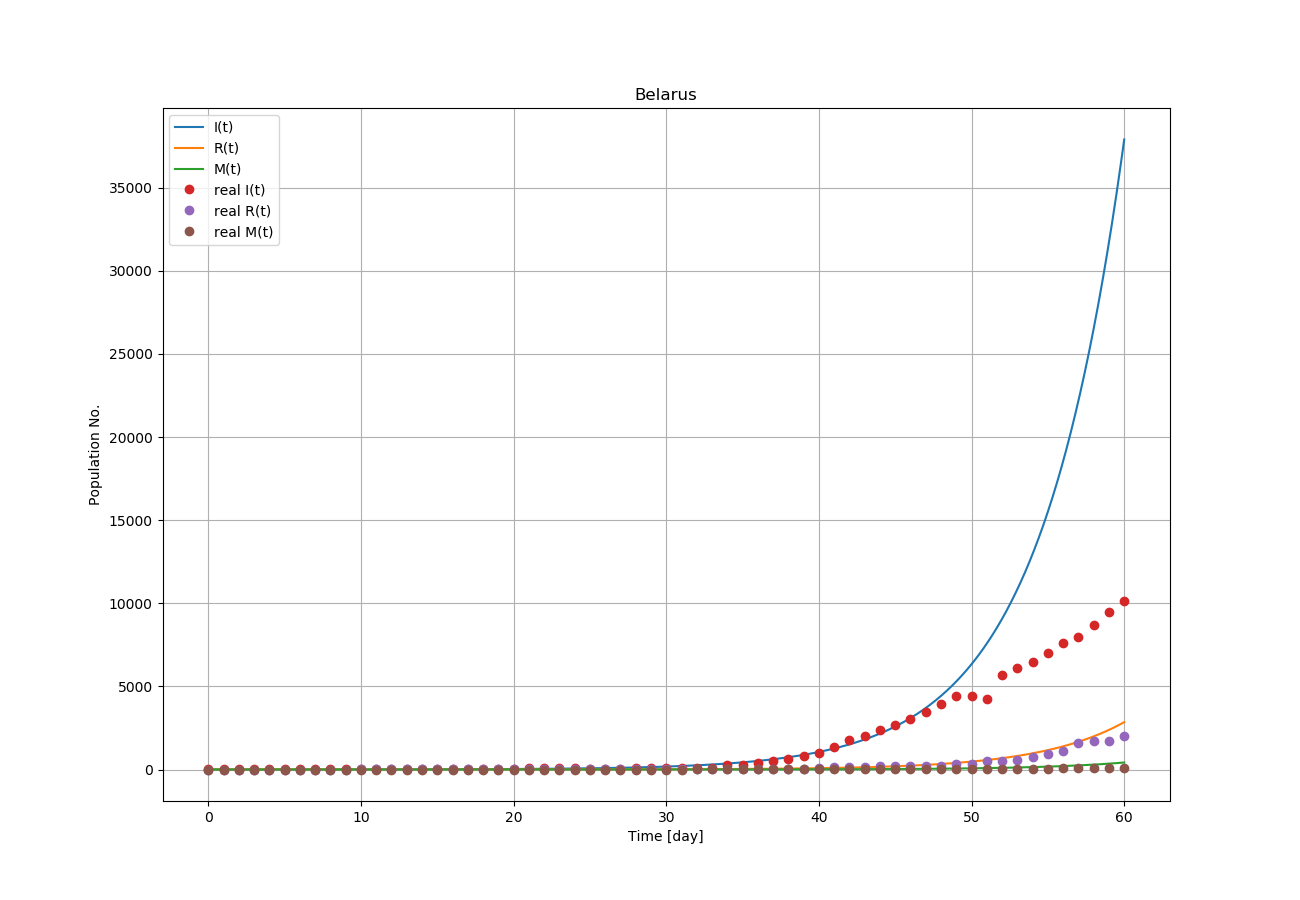 Belarus
I(t)
R(t)
M(t)
real I(t)
real R(t)
real M(t)
35000
30000
25000
20000
15000
10000
5000
0
Population No.
0 10 20 30 40 50 60
Time [day]